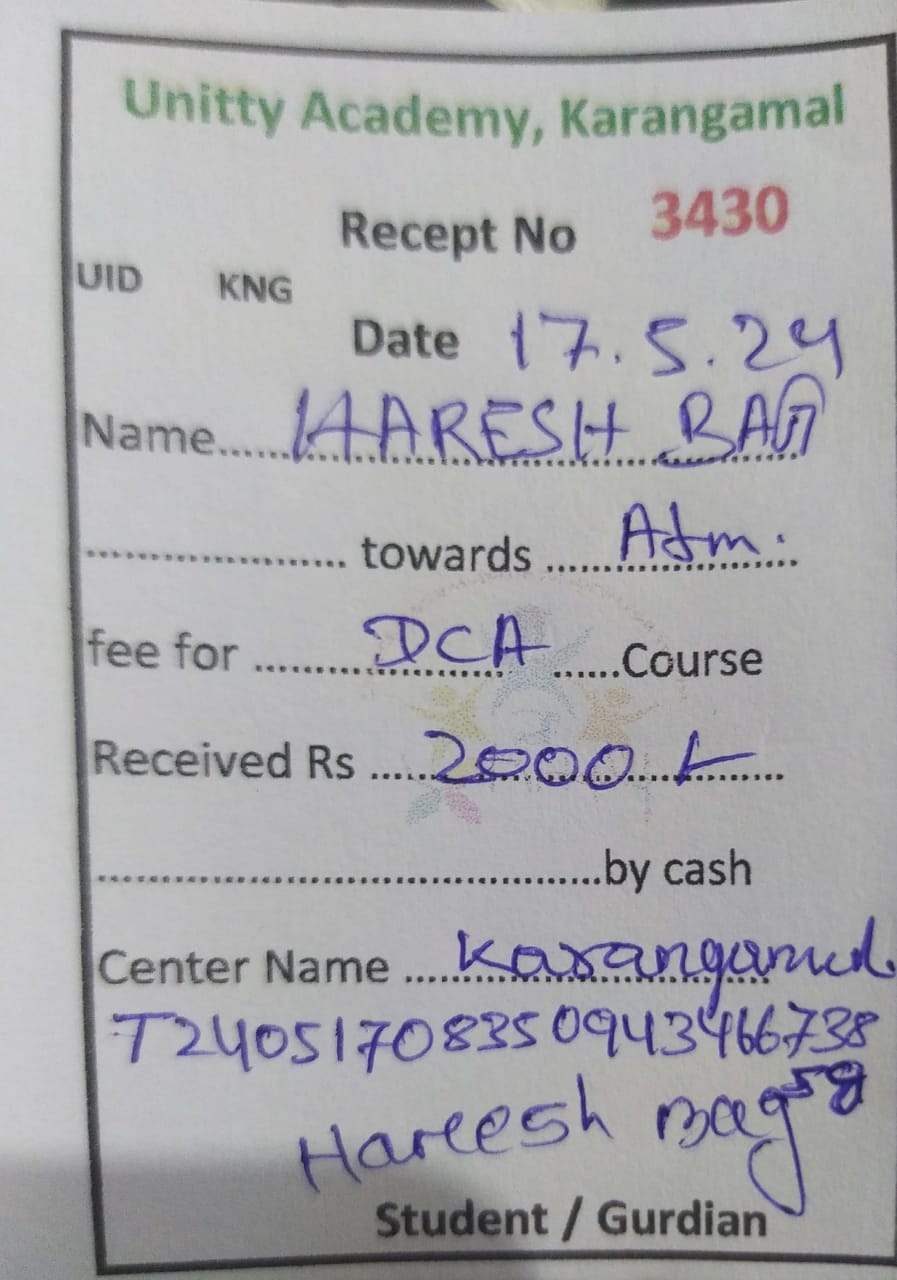 Unitty Academy, Karangamal
Recept No 3430
UID KNG
Date 17.5.24
Name......HARESH BAG
.................... towards ......Adm.
fee for ......DCA......Course
Received Rs ......2000/-......
......................................by cash
Center Name ....Karangamal
T2405170835094346673858
Hareesh Bag
Student / Gurdian